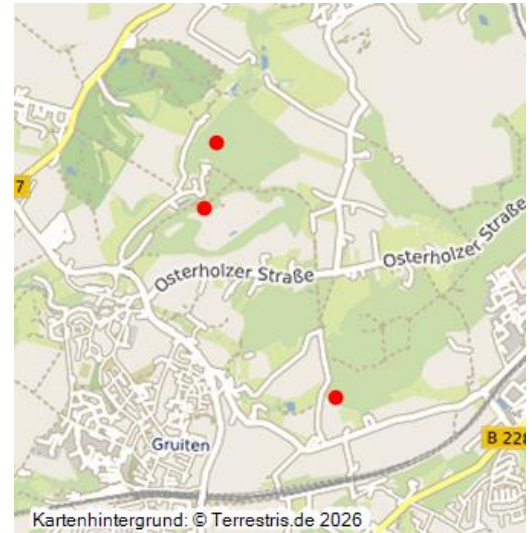 7
Osterholzer Straße
Osterholzer Straße
Gruiten
B 228
Kartenhintergrund: © Terrestris.de 2026